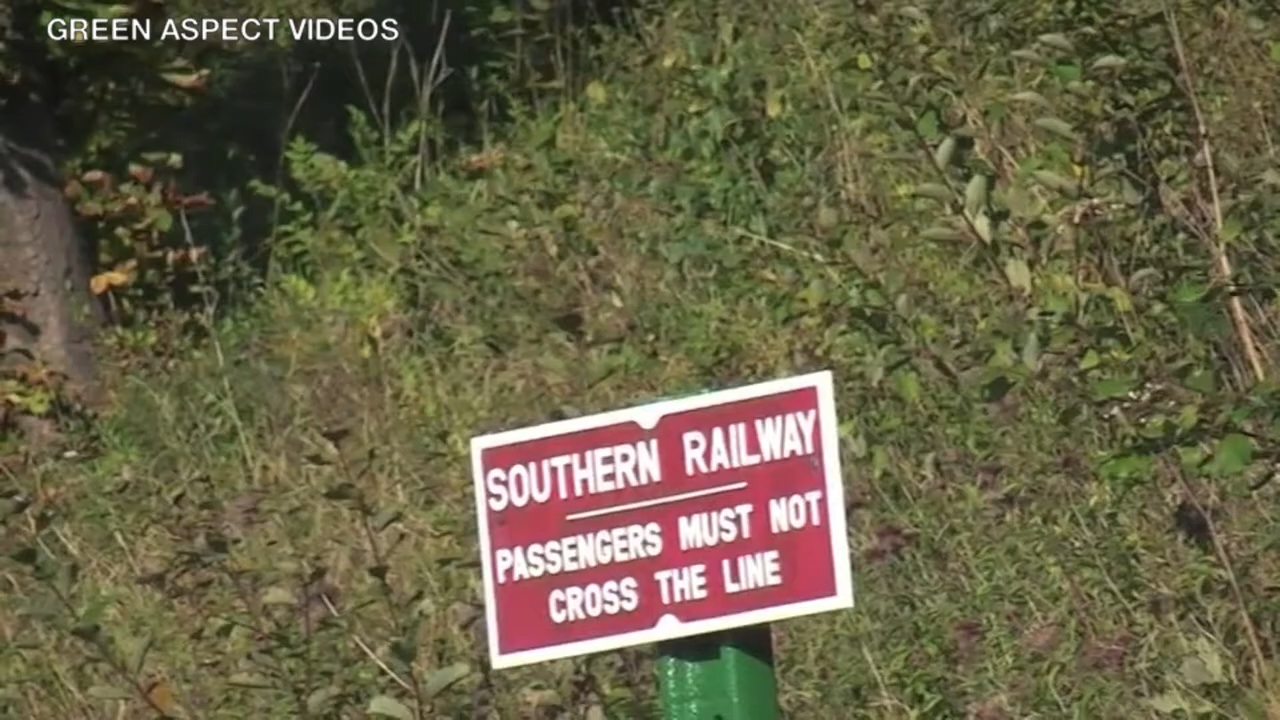 GREEN ASPECT VIDEOS
SOUTHERN RAILWAY
PASSENGERS MUST NOT
CROSS THE LINE